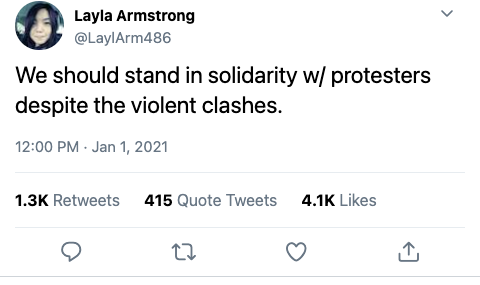 Layla Armstrong
@LaylArm486
We should stand in solidarity w/ protesters
despite the violent clashes.
12:00 PM · Jan 1, 2021
1.3K Retweets 415 Quote Tweets 4.1K Likes